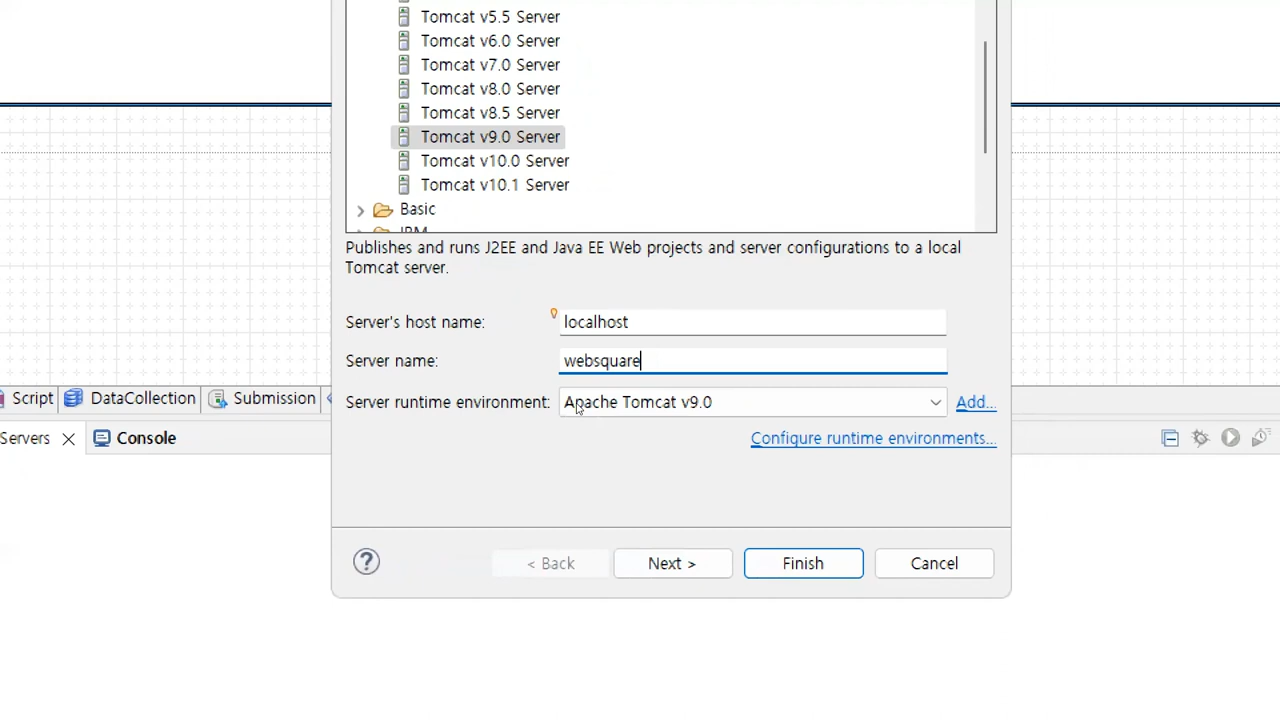 Tomcat v5.5 Server
Tomcat v6.0 Server
Tomcat v7.0 Server
Tomcat v8.0 Server
Tomcat v8.5 Server
Tomcat v9.0 Server
Tomcat v10.0 Server
Tomcat v10.1 Server
Basic
IBM
Publishes and runs J2EE and Java EE Web projects and server configurations to a local
Tomcat server.
Server's host name: localhost
Server name: websquare
Server runtime environment: Apache Tomcat v9.0 Add...
Configure runtime environments...
Script DataCollection Submission
Servers Console
? < Back Next > Finish Cancel